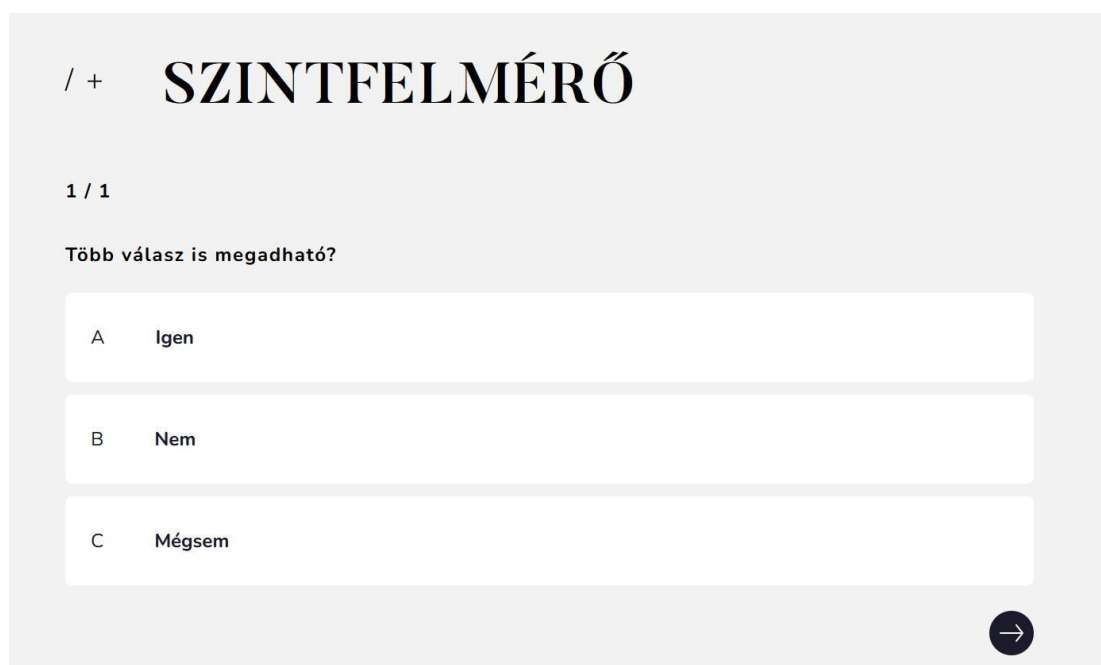 / + SZINTFELMÉRŐ
1 / 1
Több válasz is megadható?
A Igen
B Nem
C Mégsem